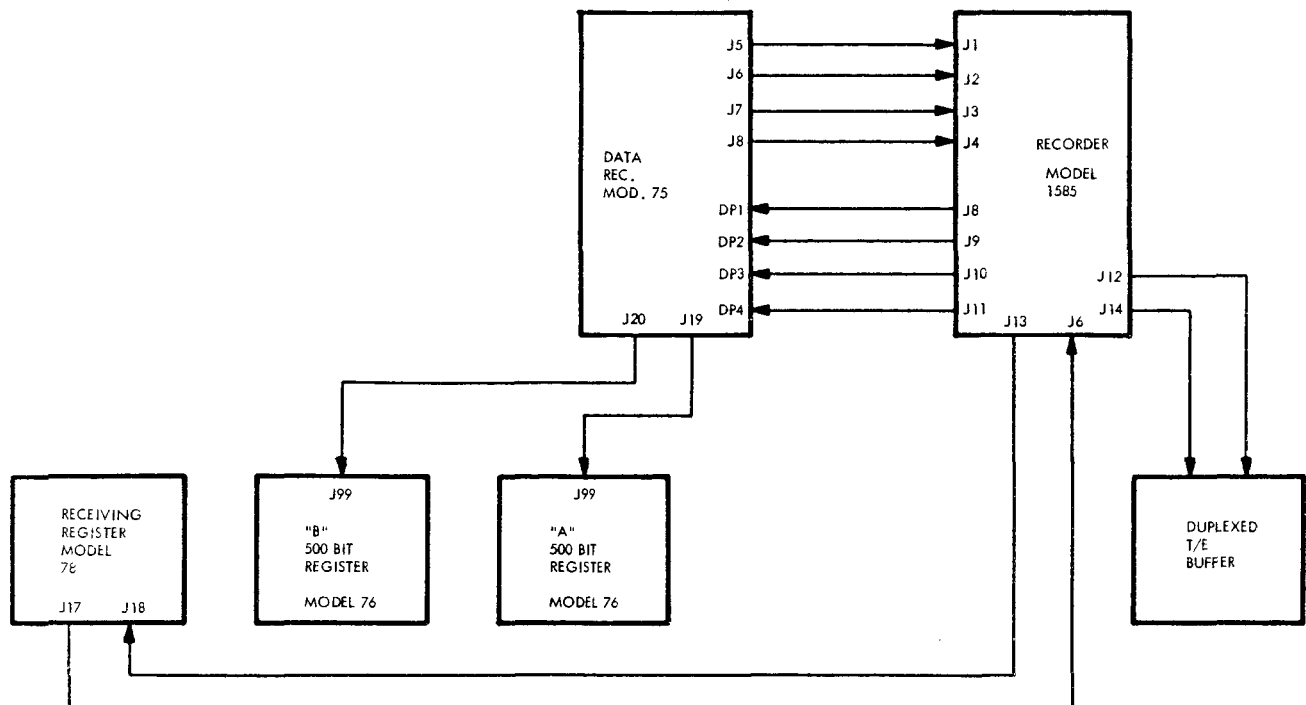 J5
J6
J7
J8
DATA
REC.
MOD. 75
DP1
DP2
DP3
DP4
J20
J19
J1
J2
J3
J4
RECORDER
MODEL
1585
J8
J9
J10
J11
J12
J14
J13
J6
RECEIVING
REGISTER
MODEL
78
J17
J18
J99
"B"
500 BIT
REGISTER
MODEL 76
J99
"A"
500 BIT
REGISTER
MODEL 76
DUPLEXED
T/E
BUFFER